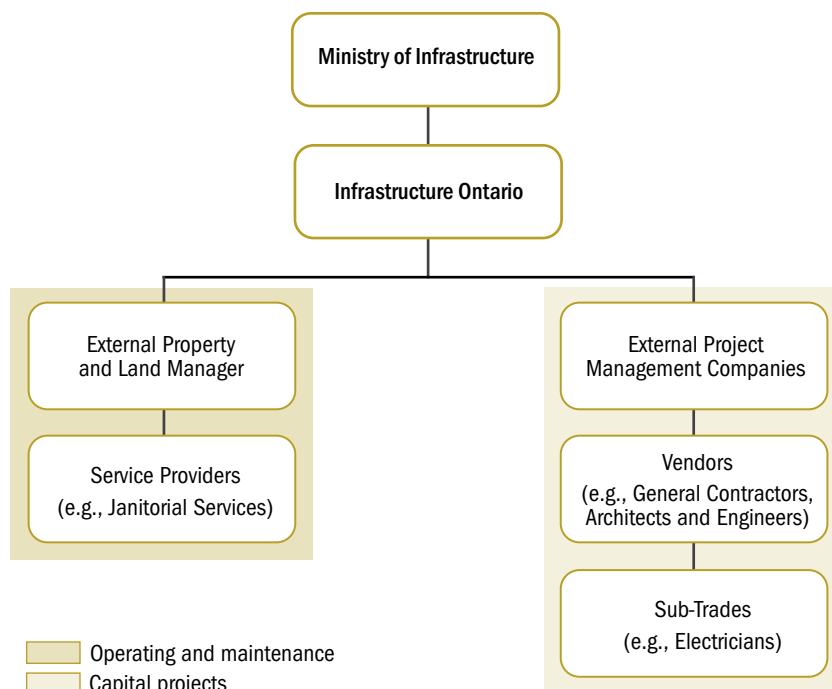 Ministry of Infrastructure
Infrastructure Ontario
External Property
and Land Manager
Service Providers
(e.g., Janitorial Services)
External Project
Management Companies
Vendors
(e.g., General Contractors,
Architects and Engineers)
Sub-Trades
(e.g., Electricians)
Operating and maintenance
Capital projects